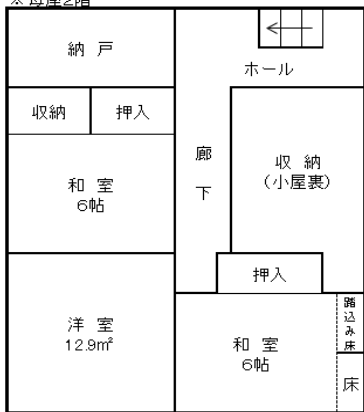 ※ 母屋2階
納 戸
ホール
収納
押入
廊下
収 納
(小屋裏)
和 室
6帖
押入
洋 室
12.9㎡
和 室
6帖
踏込み床
床